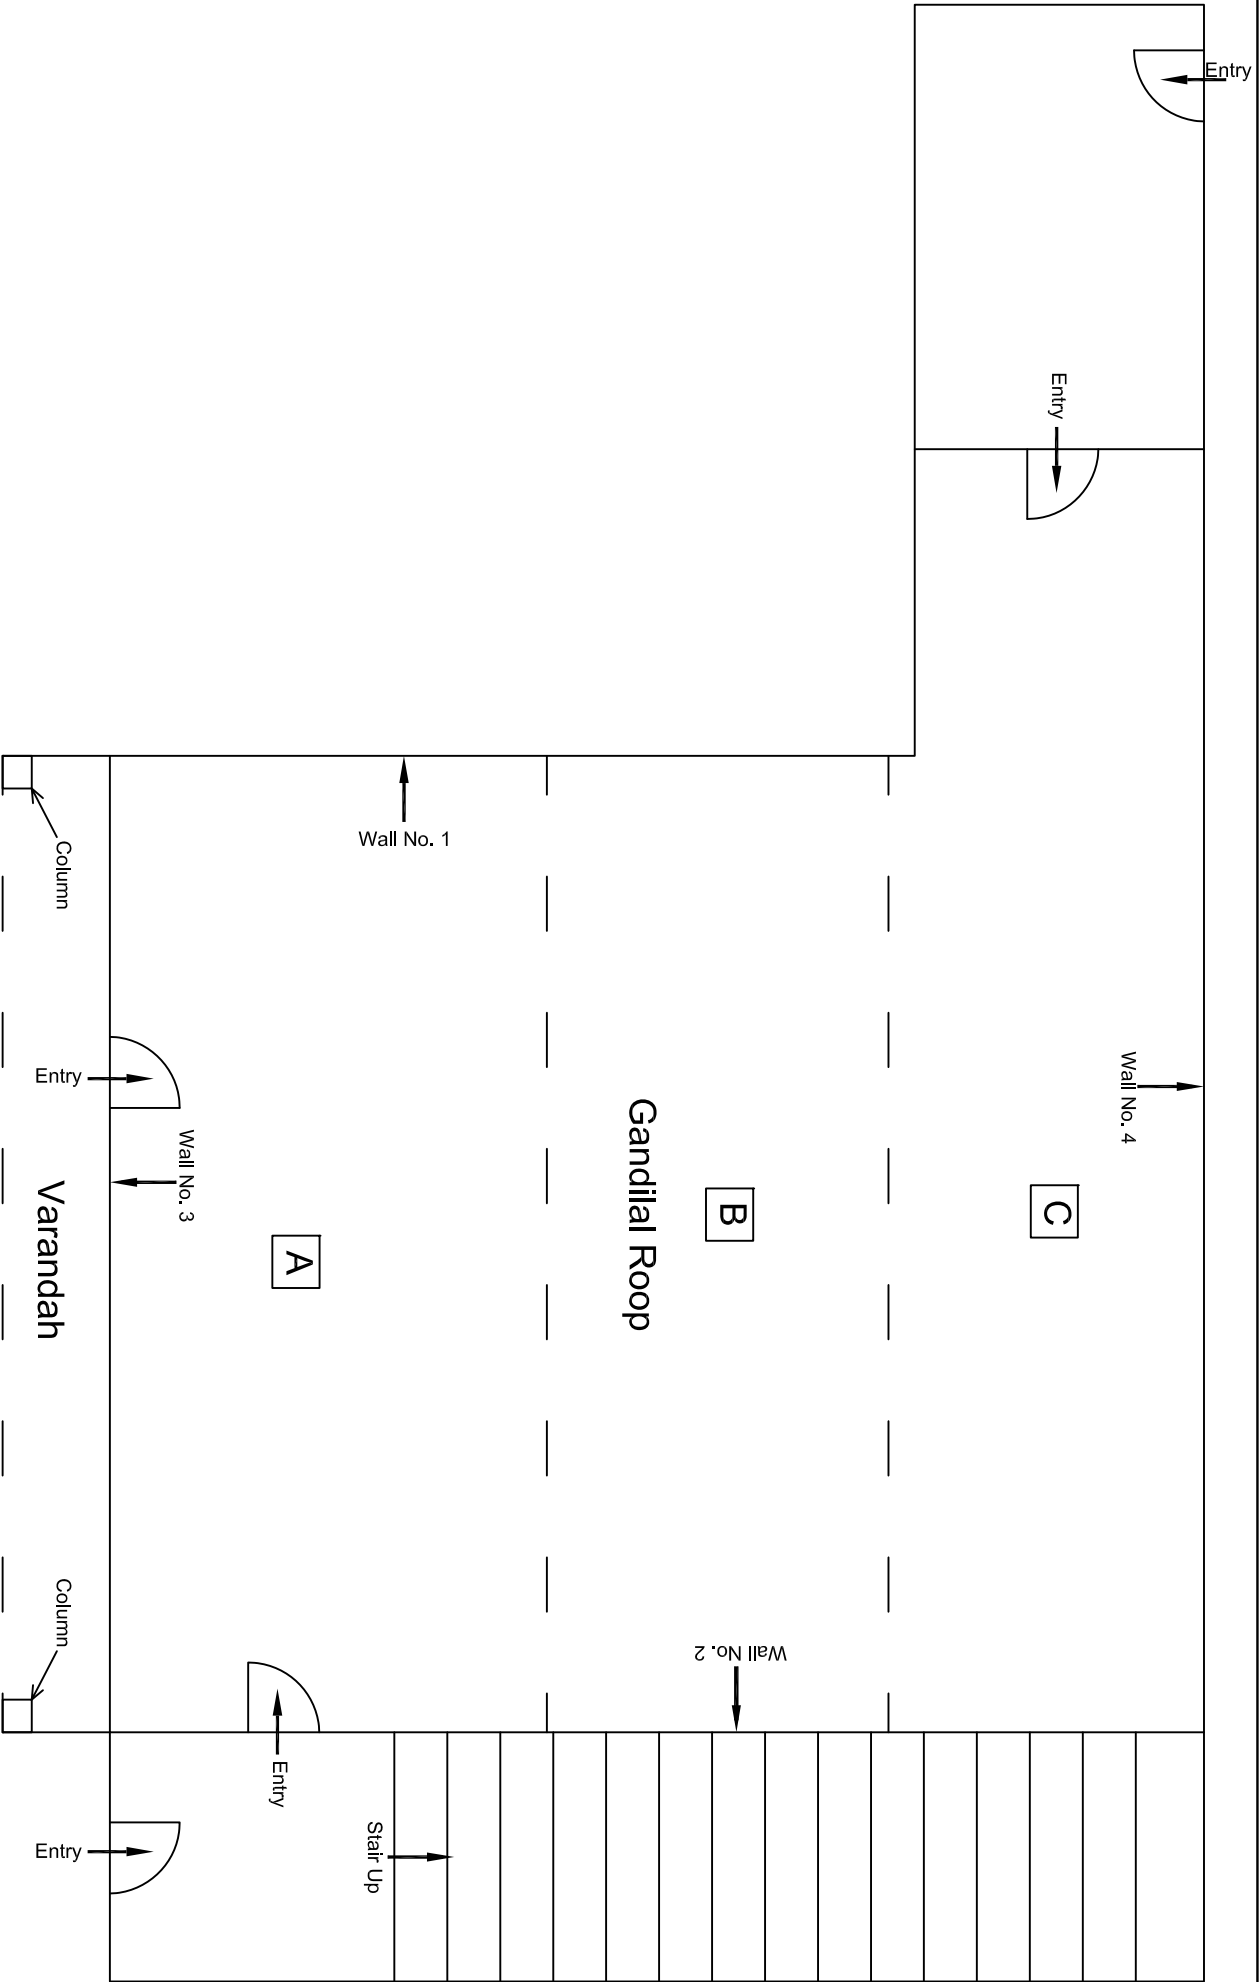 Entry
Entry
Wall No. 1
Column
Entry
Wall No. 3
Varandah
A
Gandilal Roop
B
C
Wall No. 4
Wall No. 2
Column
Entry
Entry
Stair Up